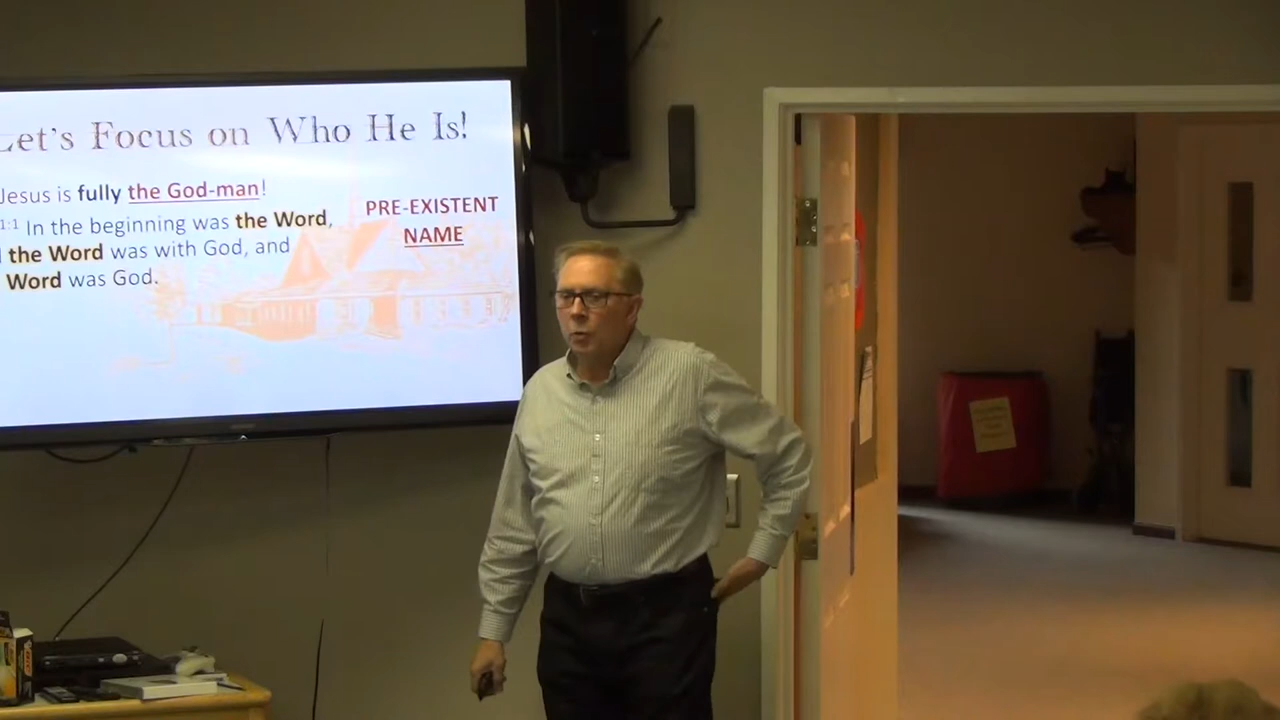 Let's Focus on Who He Is!
Jesus is fully the God-man!
1:1 In the beginning was the Word,
the Word was with God, and
Word was God.
PRE-EXISTENT
NAME